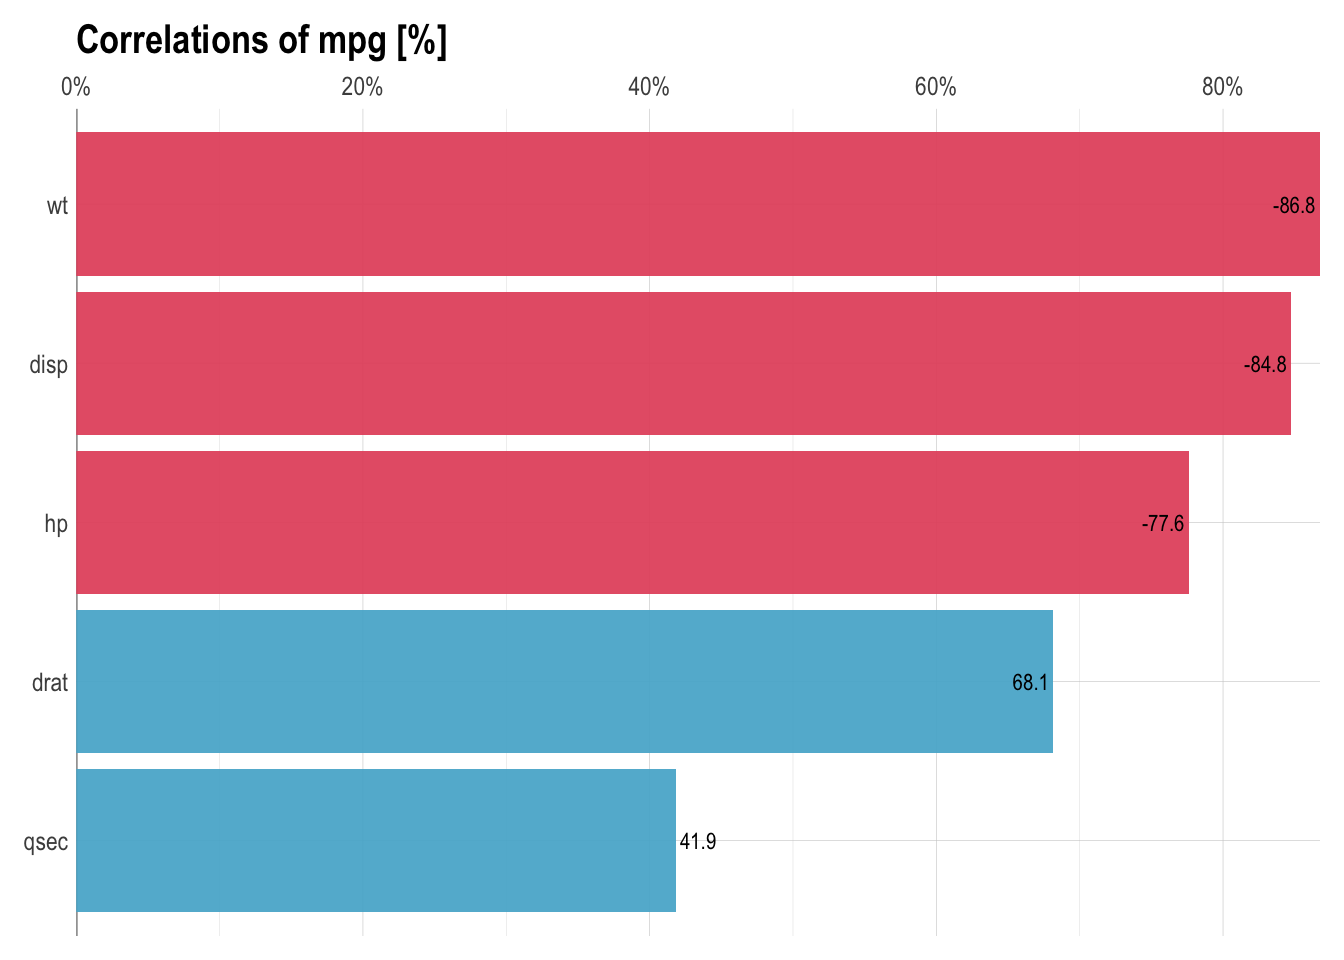 Correlations of mpg [%]
0% 20% 40% 60% 80%
wt -86.8
disp -84.8
hp -77.6
drat 68.1
qsec 41.9